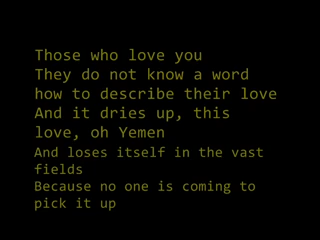 Those who love you
They do not know a word
how to describe their love
And it dries up, this
love, oh Yemen
And loses itself in the vast
fields
Because no one is coming to
pick it up